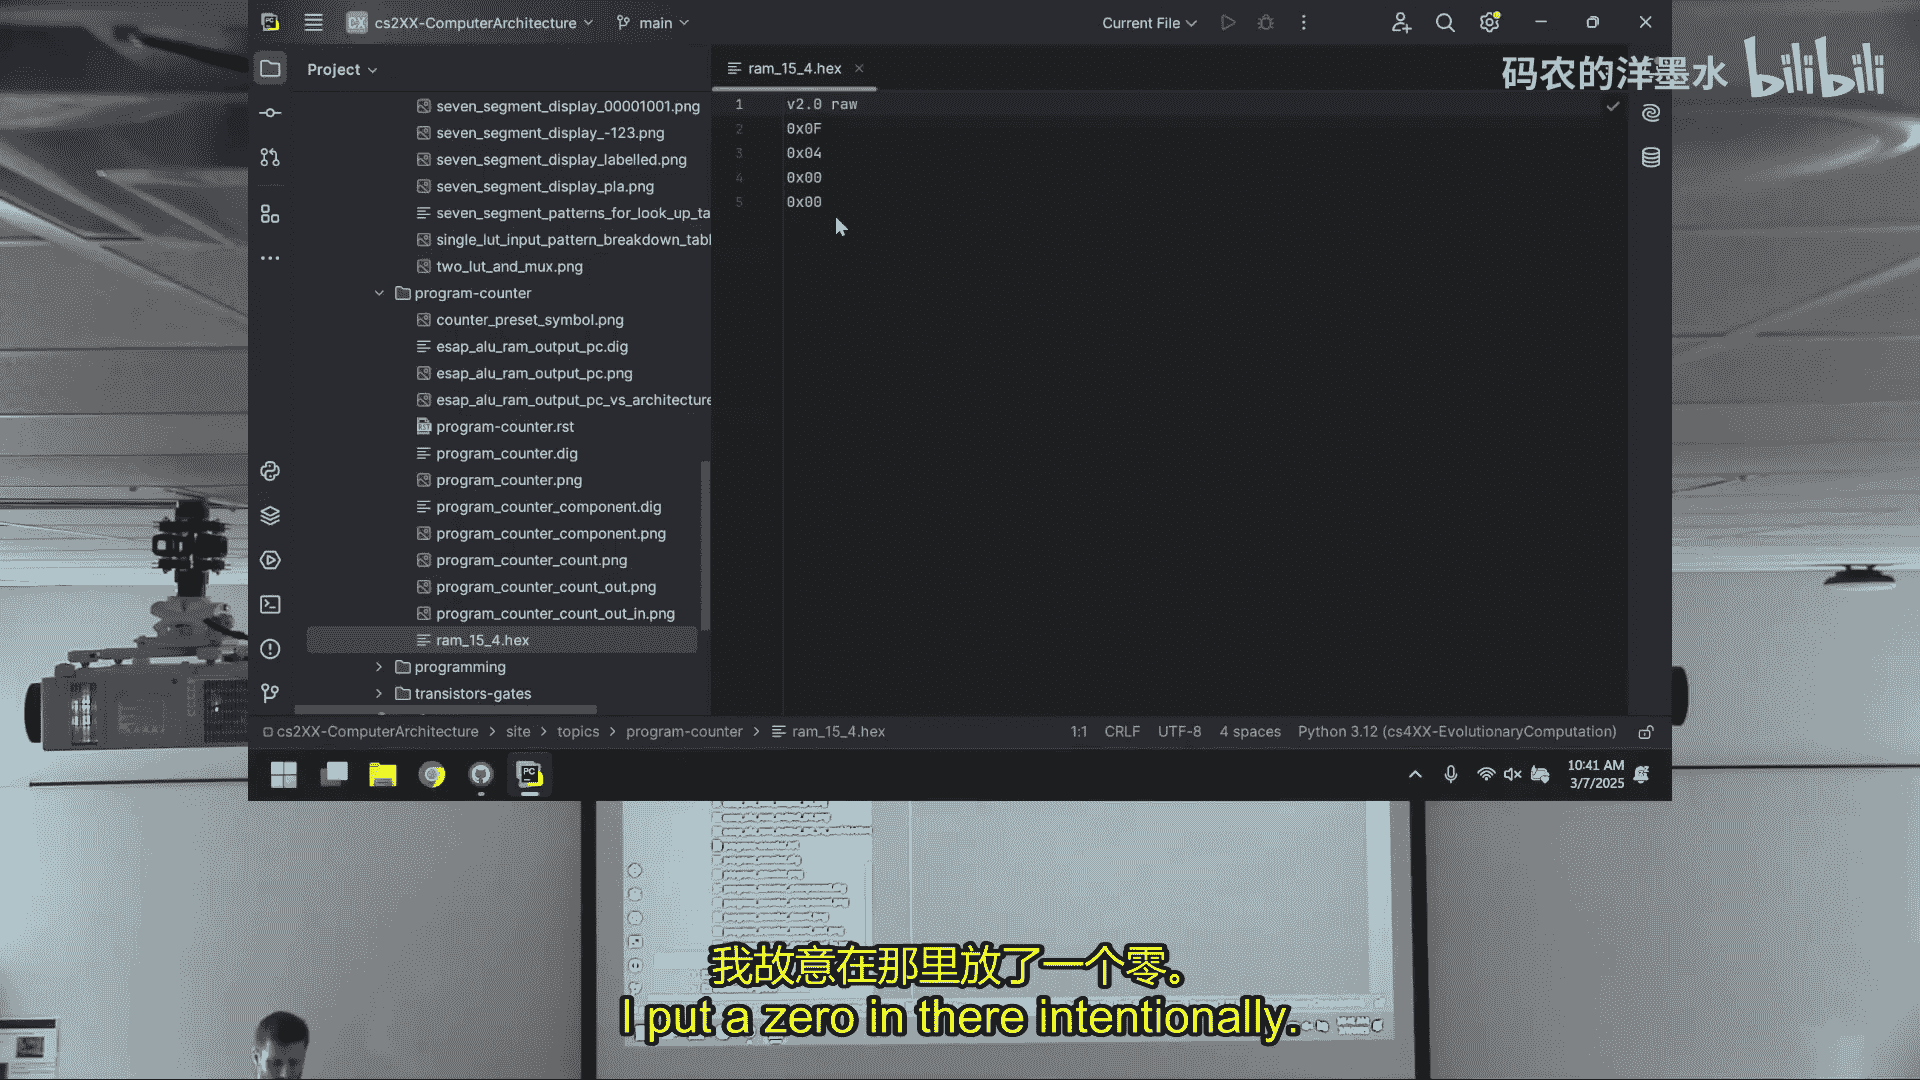 cs2XX-ComputerArchitecture
main
Current File
CX
PC
码农的洋墨水 bilibili
Project
ram_15_4.hex
seven_segment_display_00001001.png
seven_segment_display_-123.png
seven_segment_display_labelled.png
seven_segment_display_pla.png
seven_segment_patterns_for_look_up_ta
single_lut_input_pattern_breakdown_tabl
two_lut_and_mux.png
program-counter
counter_preset_symbol.png
esap_alu_ram_output_pc.dig
esap_alu_ram_output_pc.png
esap_alu_ram_output_pc_vs_architecture
program-counter.rst
program_counter.dig
program_counter.png
program_counter_component.dig
program_counter_component.png
program_counter_count.png
program_counter_count_out.png
program_counter_count_out_in.png
ram_15_4.hex
programming
transistors-gates
1 v2.0 raw
2 0x0F
3 0x04
4 0x00
5 0x00
cs2XX-ComputerArchitecture > site > topics > program-counter > ram_15_4.hex
1:1 CRLF UTF-8 4 spaces Python 3.12 (cs4XX-EvolutionaryComputation)
PC
10:41 AM
3/7/2025
我故意在那里放了一个零。
I put a zero in there intentionally.